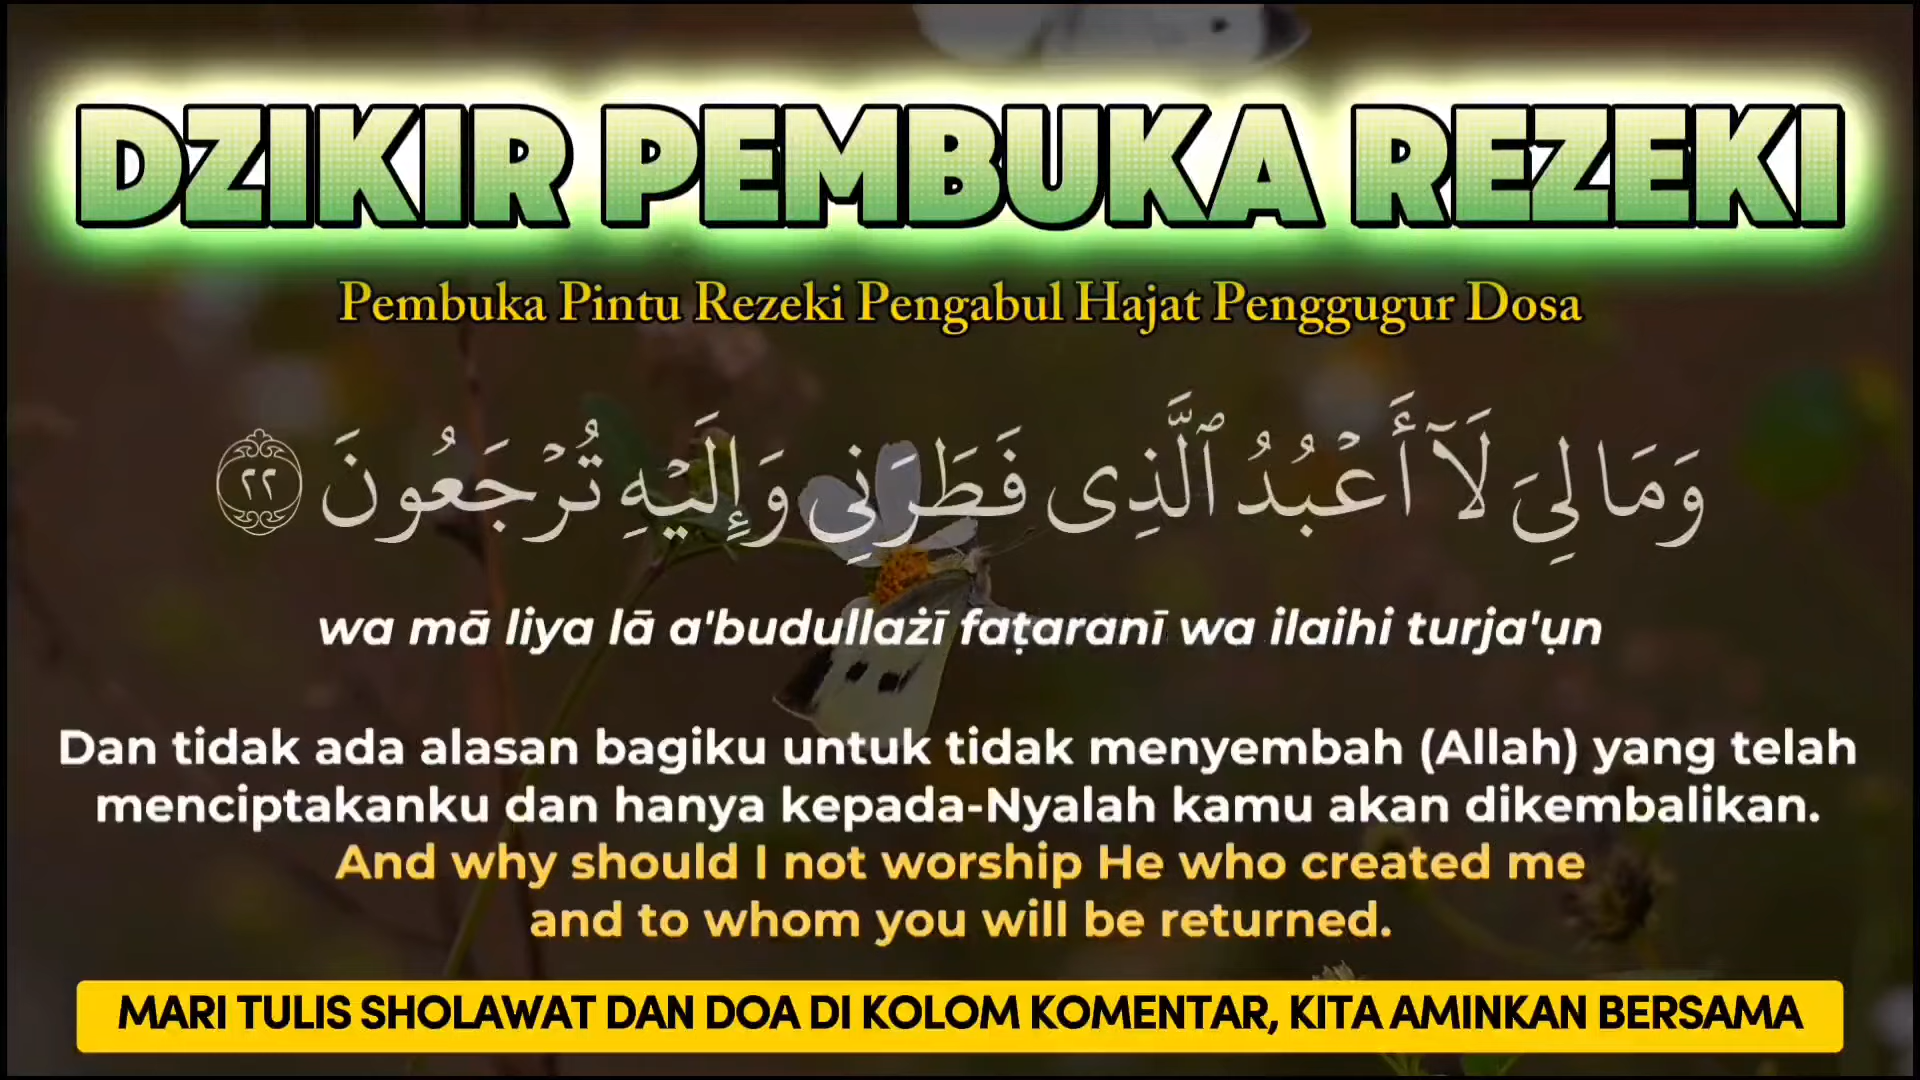 DZIKIR PEMBUKA REZEKI
Pembuka Pintu Rezeki Pengabul Hajat Penggugur Dosa
وَمَا لِىَ لَآ أَعْبُدُ ٱلَّذِى فَطَرَنِى وَإِلَيْهِ تُرْجَعُونَ ٢٢
wa mā liya lā a'budullażī faṭaranī wa ilaihi turja'ụn
Dan tidak ada alasan bagiku untuk tidak menyembah (Allah) yang telah
menciptakanku dan hanya kepada-Nyalah kamu akan dikembalikan.
And why should I not worship He who created me
and to whom you will be returned.
MARI TULIS SHOLAWAT DAN DOA DI KOLOM KOMENTAR, KITA AMINKAN BERSAMA